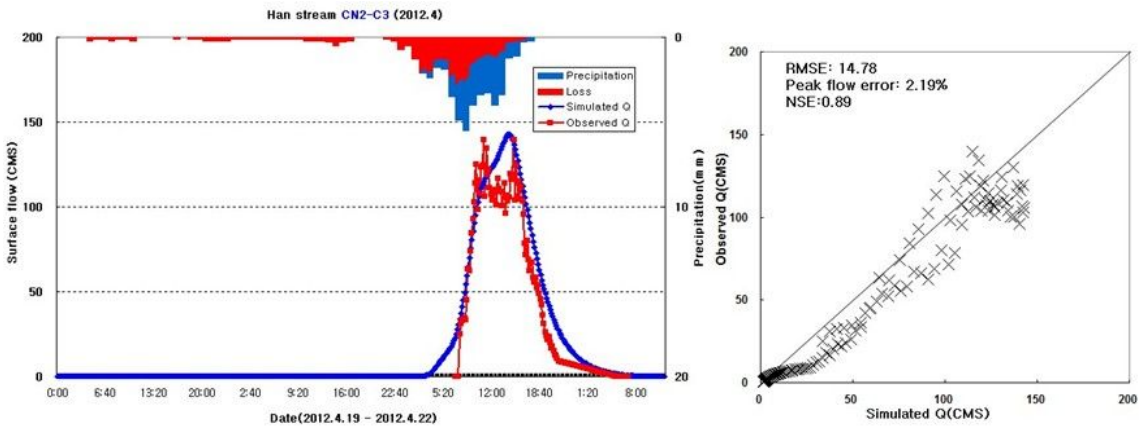 Han stream CN2-C3 (2012.4)
200
150
100
50
0
Surface flow (CMS)
0
10
20
Precipitation(mm)
Precipitation
Loss
Simulated Q
Observed Q
0:00 6:40 13:20 20:00 2:40 9:20 16:00 22:40 5:20 12:00 18:40 8:00
Date(2012.4.19 - 2012.4.22)
RMSE: 14.78
Peak flow error: 2.19%
NSE:0.89
200
150
100
50
0
Observed Q(CMS)
0 50 100 150 200
Simulated Q(CMS)